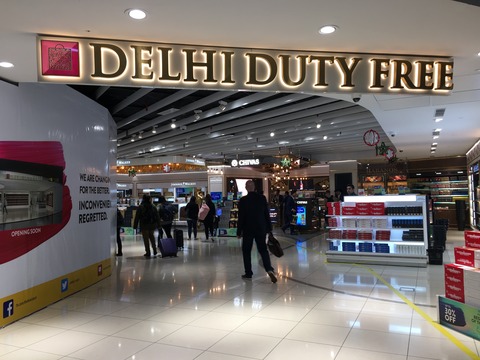 DELHI DUTY FREE
CHIVAS
WE ARE CHANGING
FOR THE BETTER.
INCONVENIENCE
REGRETTED.
OPENING SOON
30%
OFF